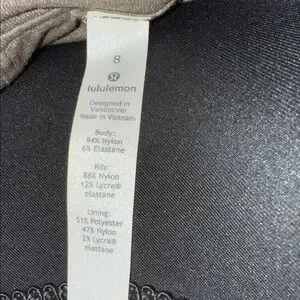 8
lululemon
Designed in
Vancouver
Made in Vietnam
Body:
94% Nylon
6% Elastane
Rib:
86% Nylon
12% Lycra®
elastane
Lining:
51% Polyester
47% Nylon
2% Lycra®
elastane